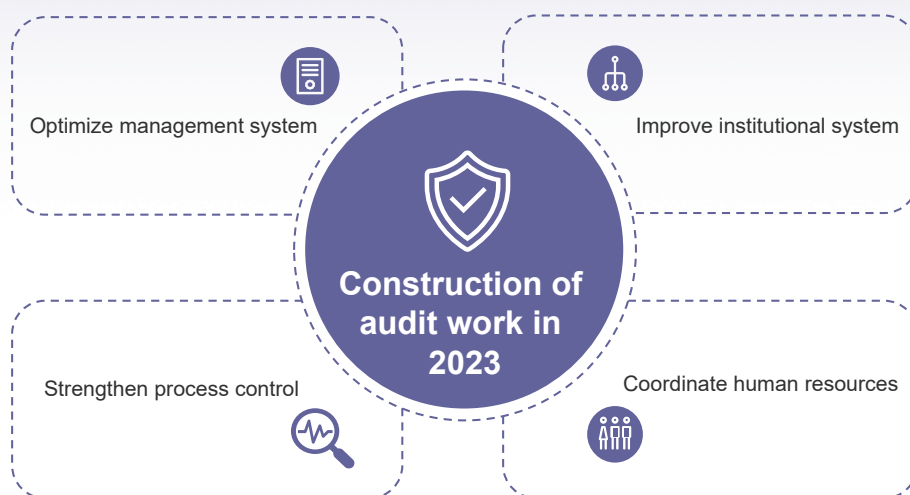 Optimize management system
Improve institutional system
Construction of
audit work in
2023
Strengthen process control
Coordinate human resources